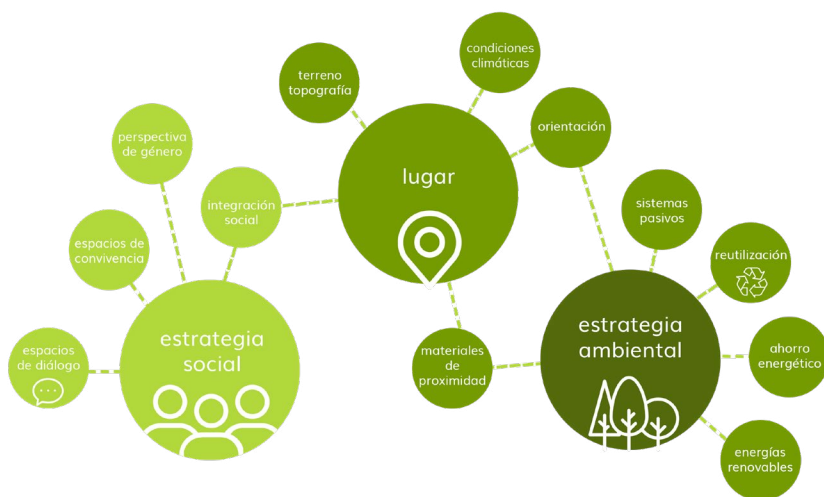 condiciones
climáticas
terreno
topografía
orientación
perspectiva
de género
lugar
integración
social
sistemas
pasivos
espacios de
convivencia
reutilización
estrategia
social
estrategia
ambiental
espacios
de diálogo
materiales
de
proximidad
ahorro
energético
energías
renovables